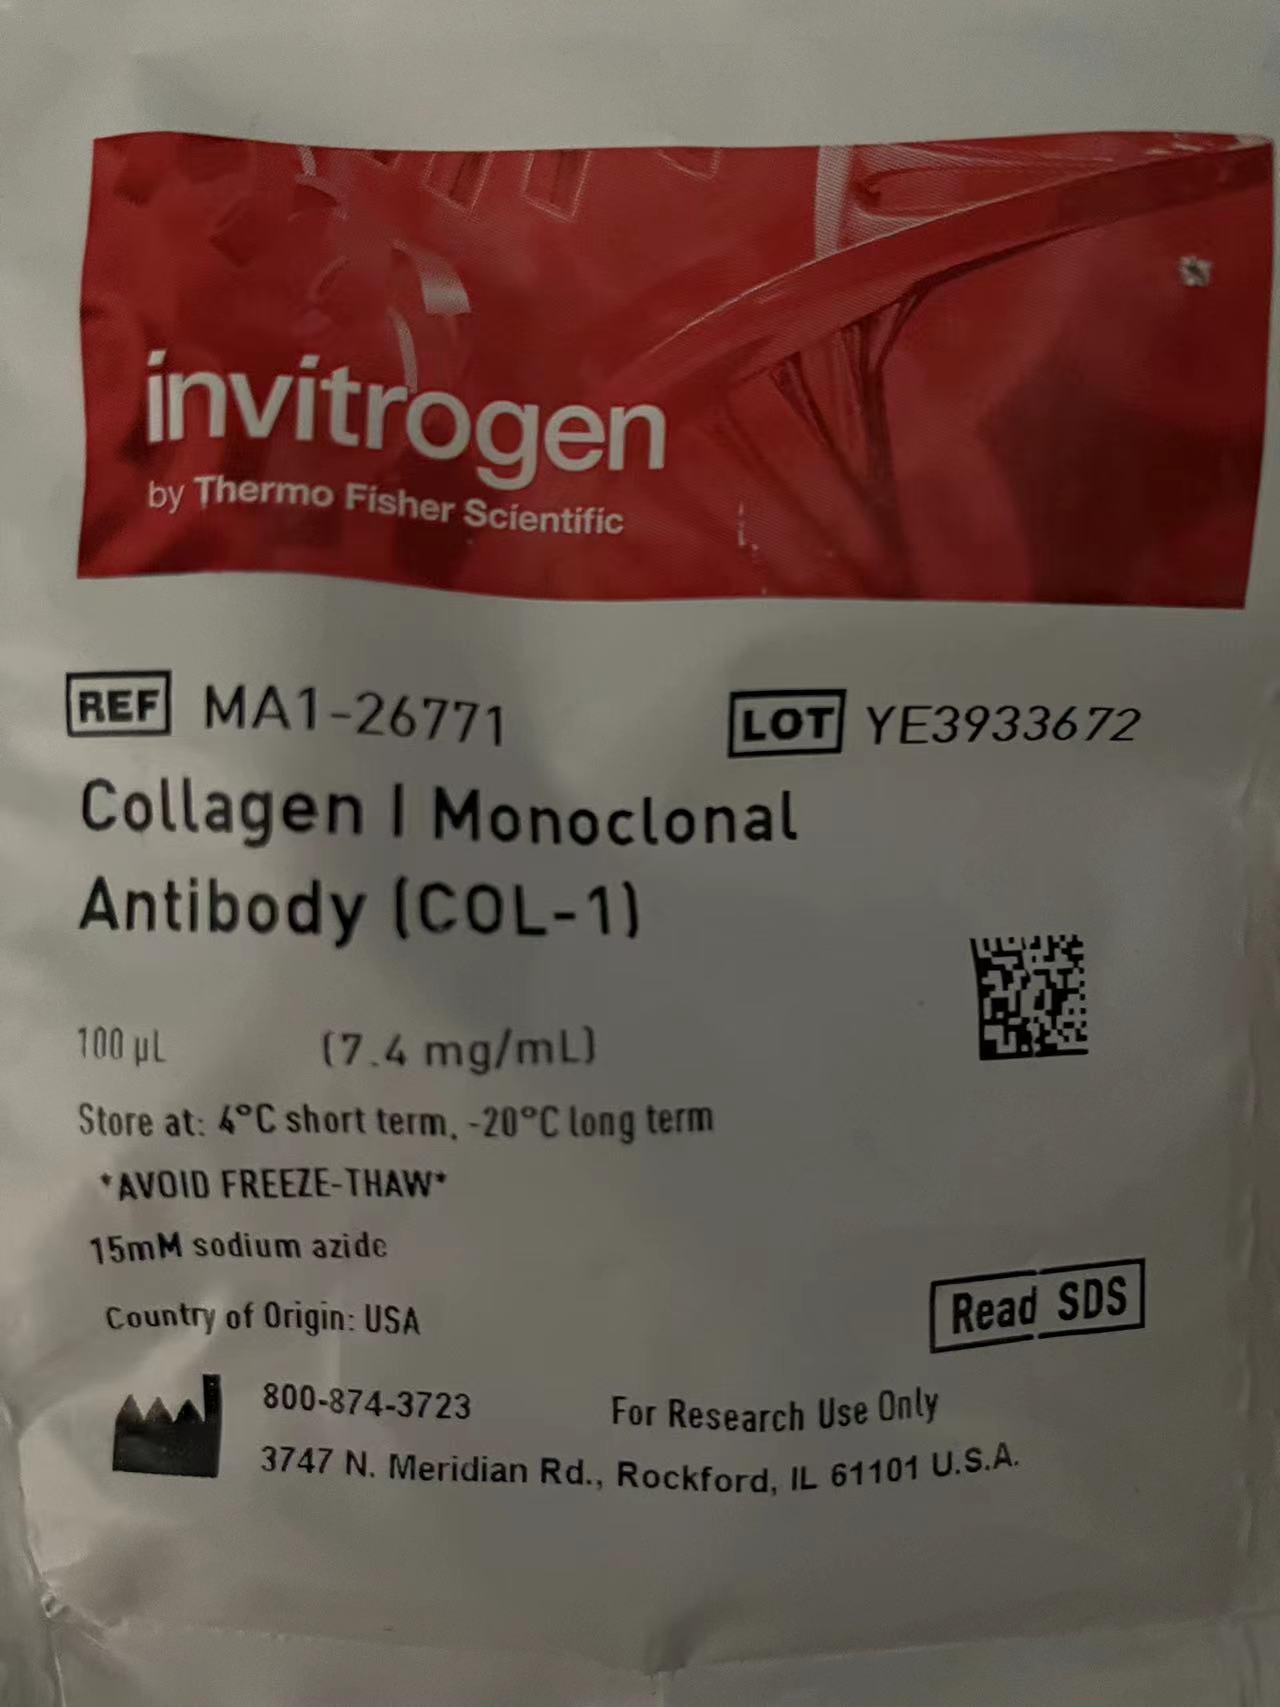 invitrogen
by Thermo Fisher Scientific
REF MA1-26771 LOT YE3933672
Collagen I Monoclonal
Antibody (COL-1)
100 µL (7.4 mg/mL)
Store at: 4°C short term, -20°C long term
*AVOID FREEZE-THAW*
15mM sodium azide
Country of Origin: USA
Read SDS
800-874-3723 For Research Use Only
3747 N. Meridian Rd., Rockford, IL 61101 U.S.A.